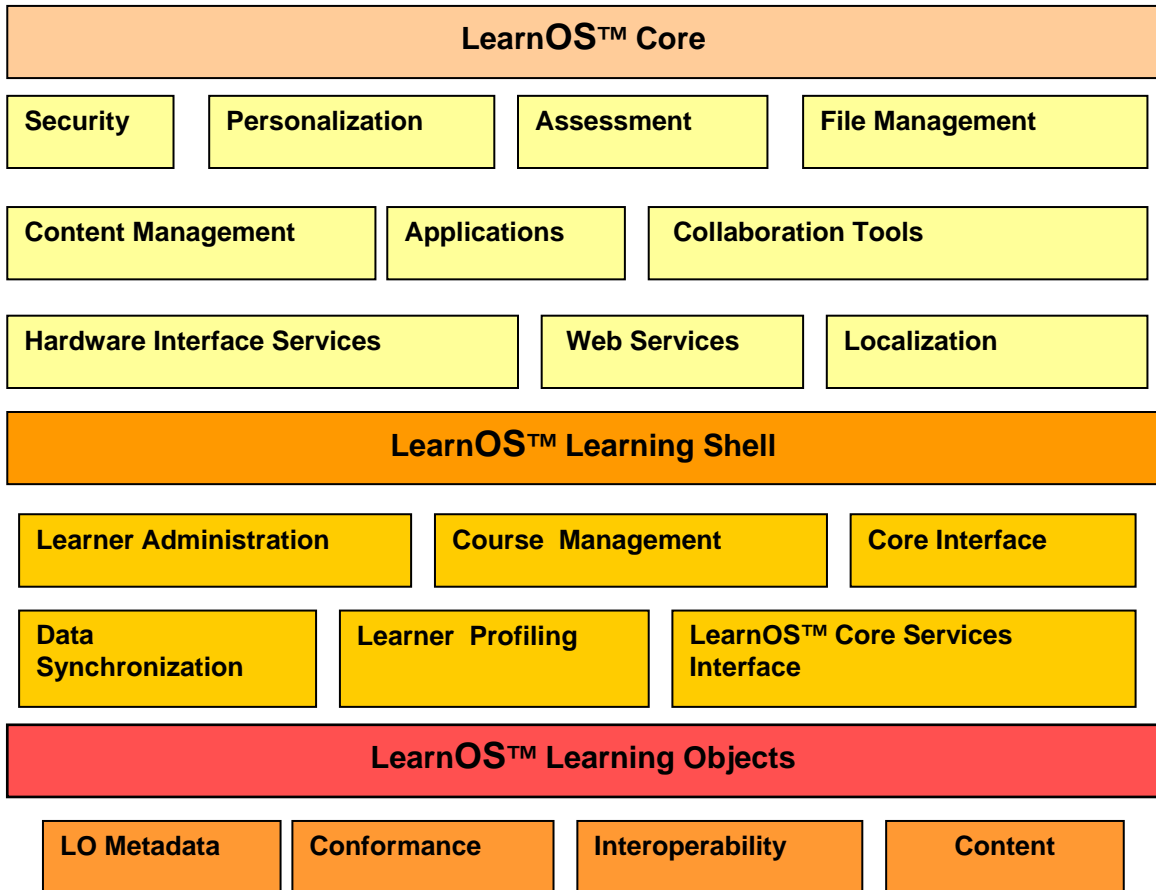 LearnOS™ Core
Security Personalization Assessment File Management
Content Management Applications Collaboration Tools
Hardware Interface Services Web Services Localization
LearnOS™ Learning Shell
Learner Administration Course Management Core Interface
Data Synchronization Learner Profiling LearnOS™ Core Services Interface
LearnOS™ Learning Objects
LO Metadata Conformance Interoperability Content